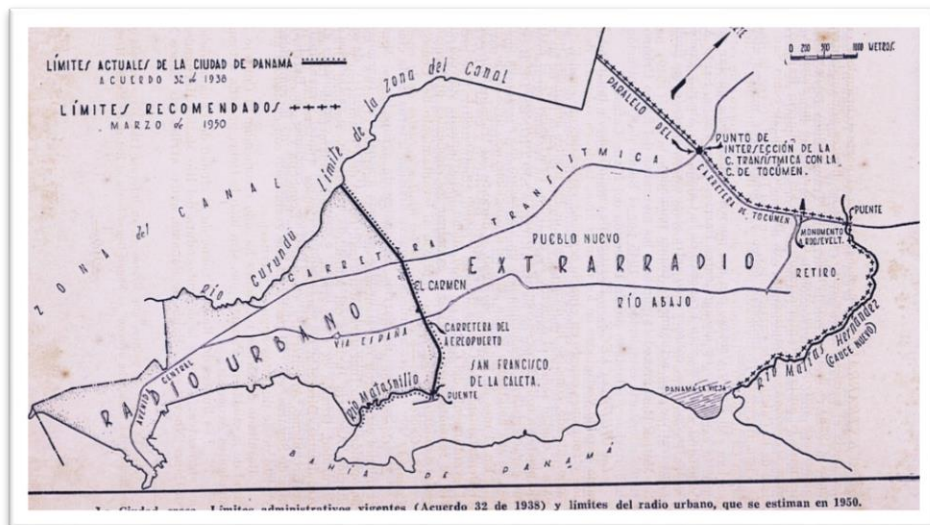 LÍMITES ACTUALES DE LA CIUDAD DE PANAMÁ
ACUERDO 32 de 1938
LÍMITES RECOMENDADOS
MARZO de 1950
0 200 500 1000 METROS.
Límite de la Zona del Canal
ZONA del CANAL
PARALELO DEL
PUNTO DE
INTERSECCIÓN DE LA
C. TRANSÍSTMICA CON LA
C. DE TOCUMEN.
CARRETERA DE TOCUMEN
PUENTE
MONUMENTO
ROOSEVELT.
RETIRO
CARRETERA TRANSÍTMICA
PUEBLO NUEVO
EXTRARRADIO
RÍO ABAJO
Río Curundú
EL CARMEN
RADIO URBANO
VIA ESPAÑA
CARRETERA DEL
AEREOPUERTO
SAN FRANCISCO
DE LA CALETA.
AVENIDA CENTRAL
Río Matasnillo
PUENTE
PANAMÁ LA VIEJA
Río Matías Hernández
(CAUCE NUEVO)
BAHÍA DE PANAMÁ
Límites administrativos vigentes (Acuerdo 32 de 1938) y límites del radio urbano, que se estiman en 1950.